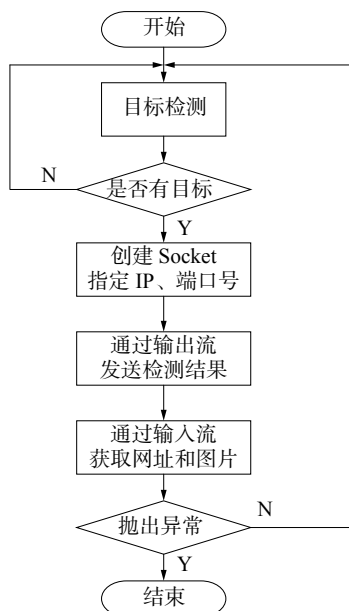 开始
目标检测
N
是否有目标
Y
创建 Socket
指定 IP、端口号
通过输出流
发送检测结果
通过输入流
获取网址和图片
抛出异常
N
Y
结束